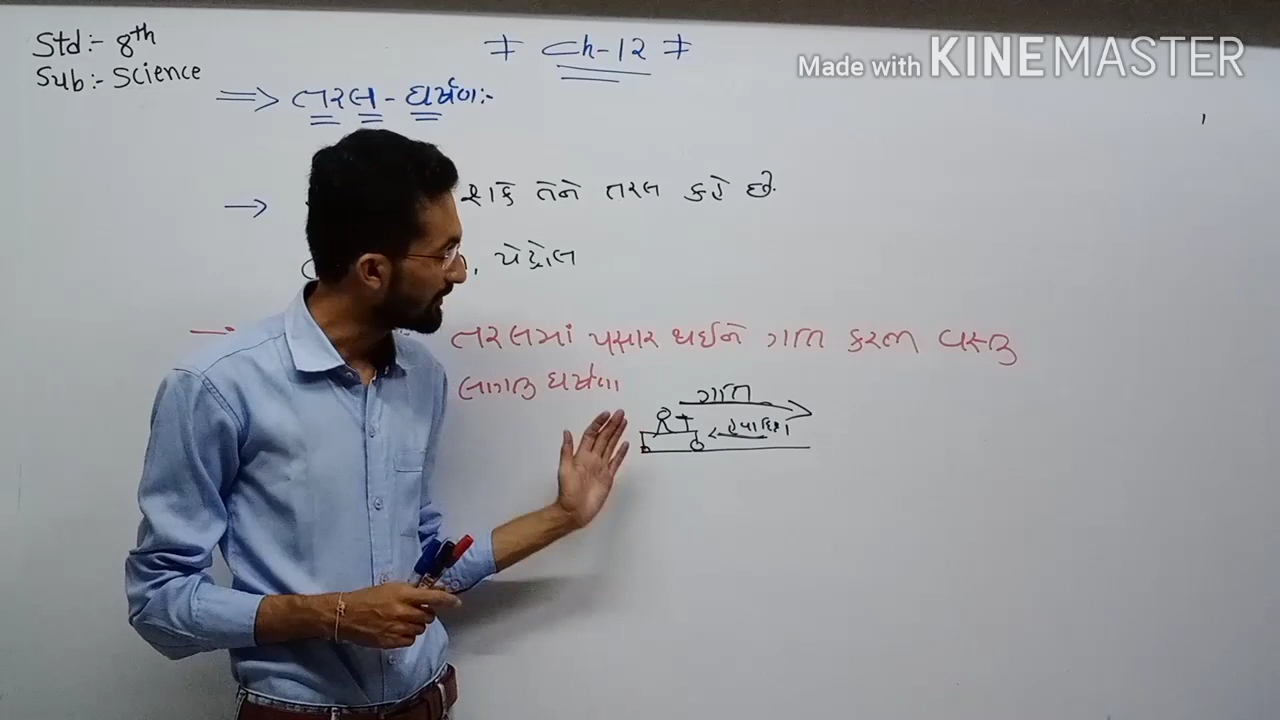 Std:- 8th
Sub:- Science
Ch-12
Made with KINEMASTER
⇒ તરલ - ઘર્ષણ:-
→ શકે તેને તરલ કહે છે.
, પેટ્રોલ
તરલમાં પસાર થઈને ગતિ કરતી વસ્તુ
લાગતુ ઘર્ષણ
ગતિ